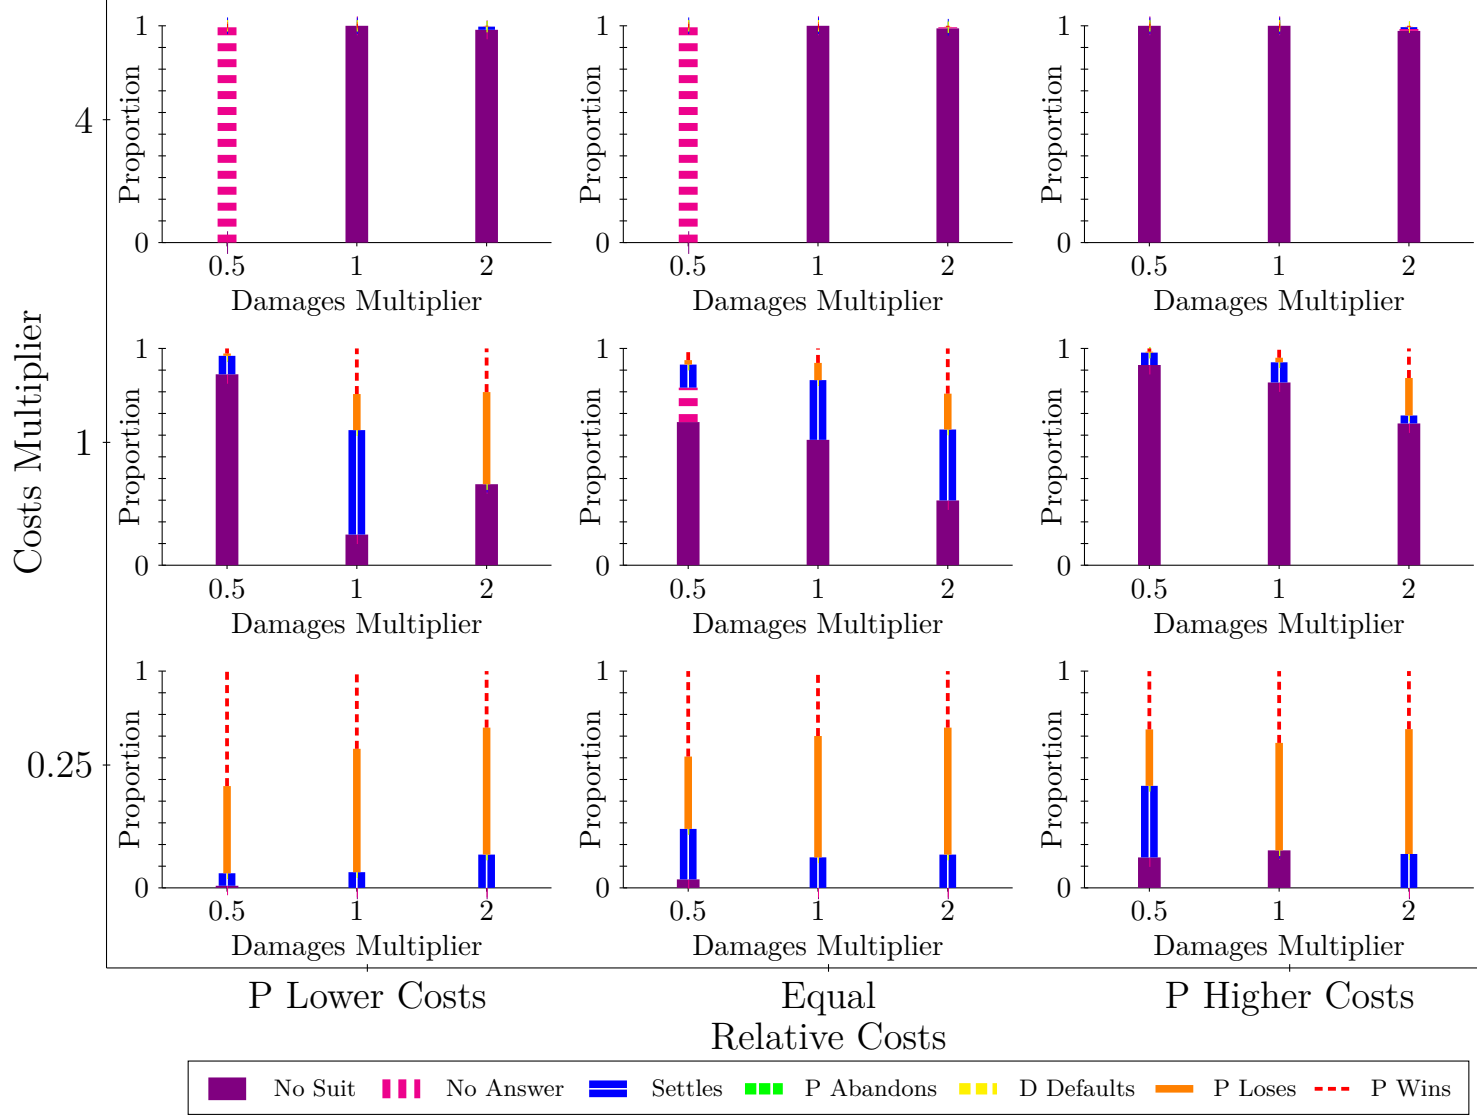 4
Proportion
1
0
0.5 1 2
Damages Multiplier
Proportion
1
0
0.5 1 2
Damages Multiplier
Proportion
1
0
0.5 1 2
Damages Multiplier
Costs Multiplier
1
Proportion
1
0
0.5 1 2
Damages Multiplier
Proportion
1
0
0.5 1 2
Damages Multiplier
Proportion
1
0
0.5 1 2
Damages Multiplier
0.25
Proportion
1
0
0.5 1 2
Damages Multiplier
Proportion
1
0
0.5 1 2
Damages Multiplier
Proportion
1
0
0.5 1 2
Damages Multiplier
P Lower Costs Equal P Higher Costs
Relative Costs
No Suit No Answer Settles P Abandons D Defaults P Loses P Wins